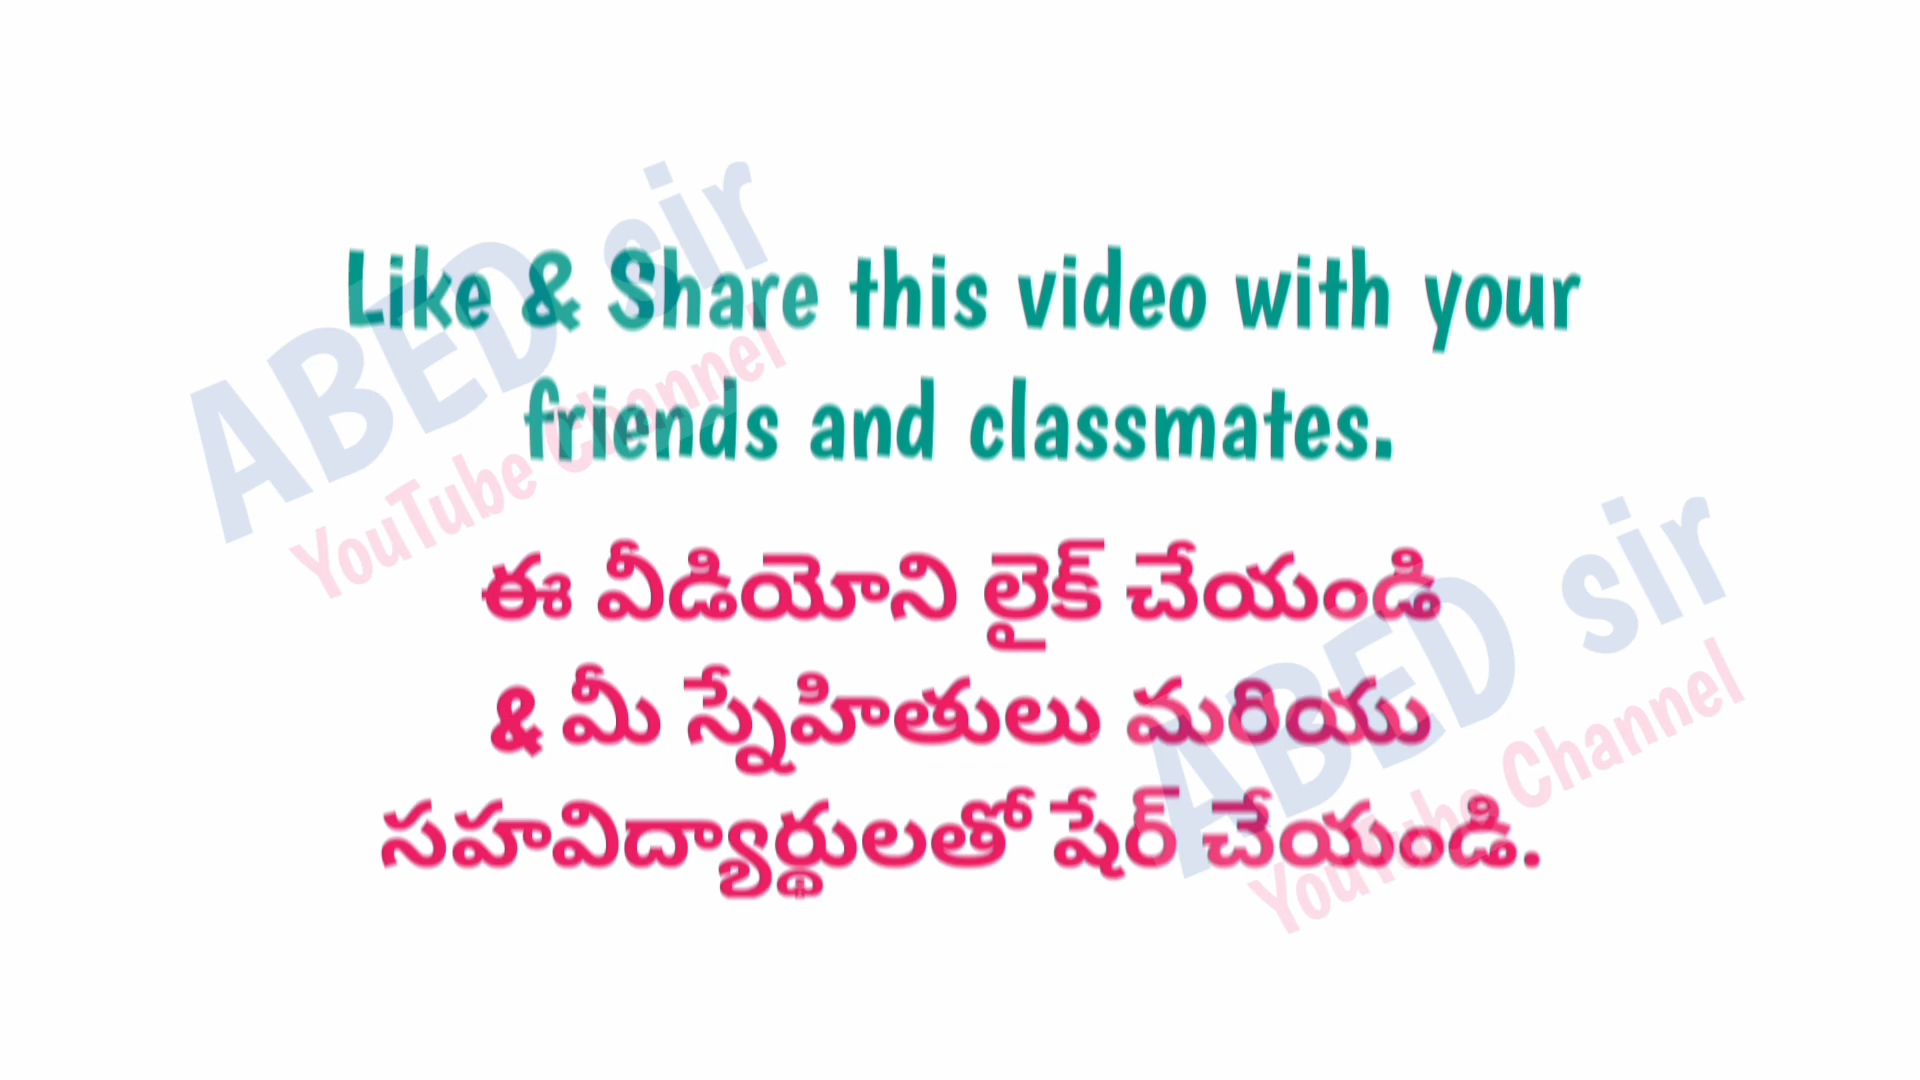 Like & Share this video with your
friends and classmates.
ఈ వీడియోని లైక్ చేయండి
& మీ స్నేహితులు మరియు
సహవిద్యార్థులతో షేర్ చేయండి.
ABED sir
YouTube Channel
ABED sir
YouTube Channel